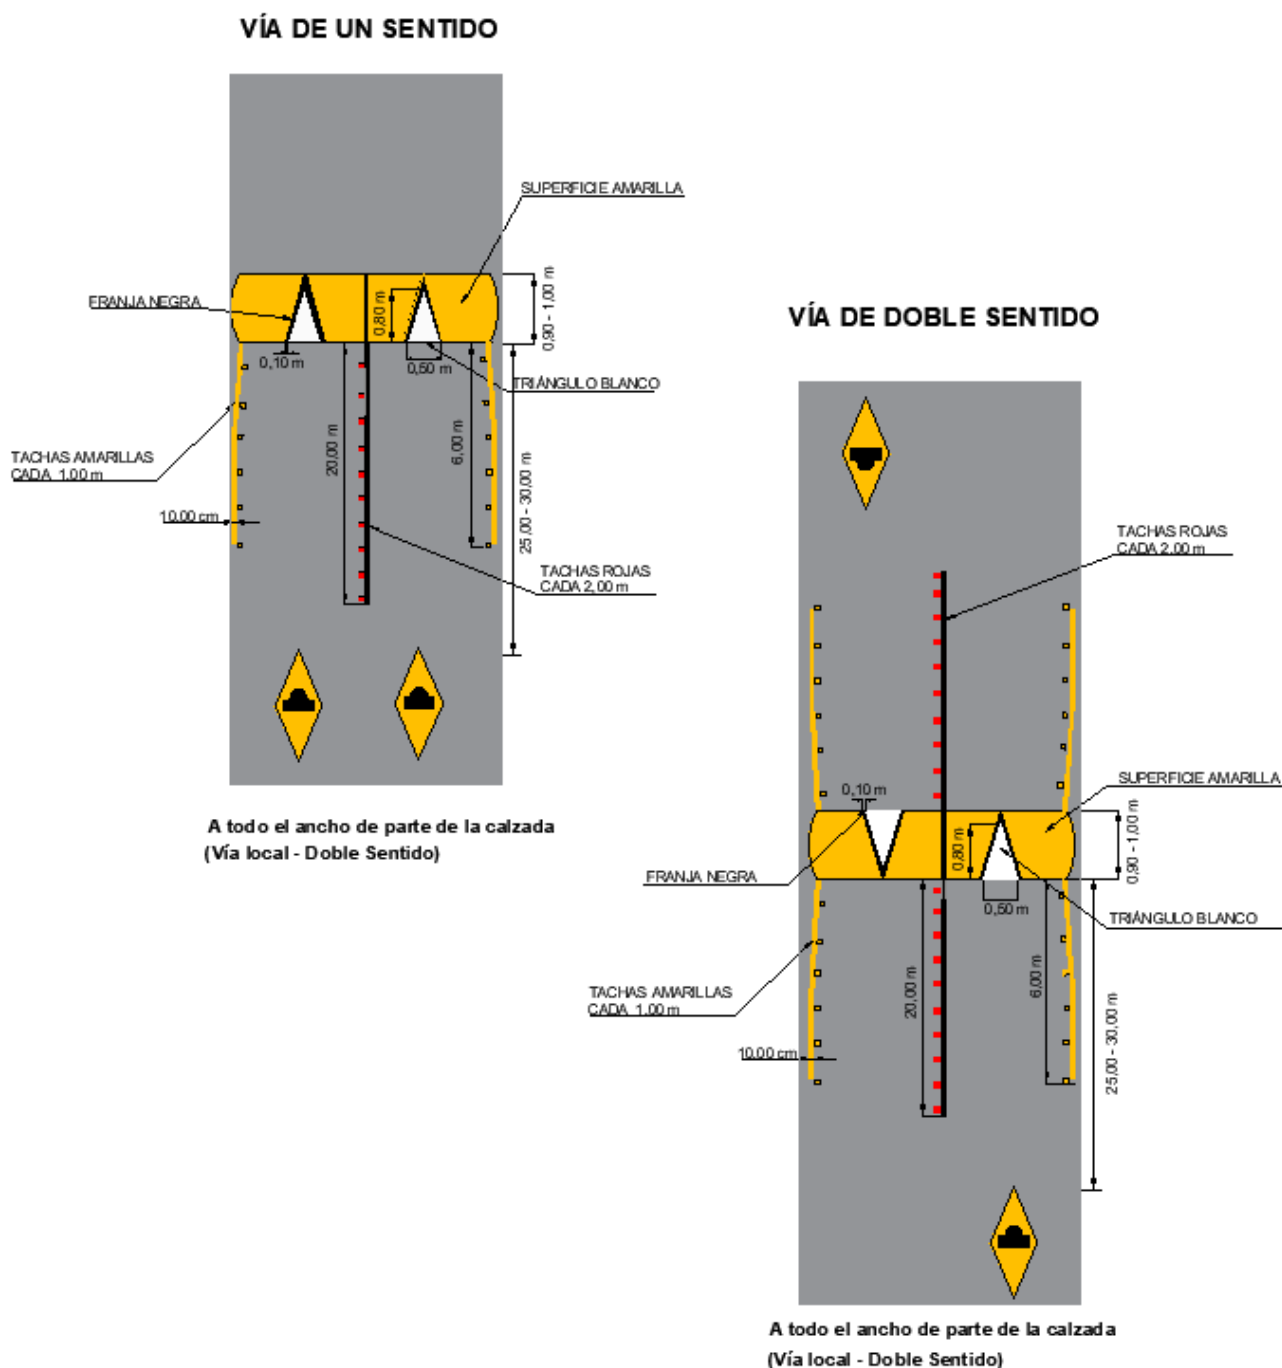 VÍA DE UN SENTIDO
SUPERFICIE AMARILLA
FRANJA NEGRA
0,80 m
0,90 - 1,00 m
0,10 m
0,50 m
TRIÁNGULO BLANCO
20,00 m
6,00 m
25,00 - 30,00 m
TACHAS AMARILLAS
CADA 1.00 m
10.00 cm
TACHAS ROJAS
CADA 2,00 m
A todo el ancho de parte de la calzada
(Vía local - Doble Sentido)
VÍA DE DOBLE SENTIDO
TACHAS ROJAS
CADA 2.00 m
0,10 m
SUPERFICIE AMARILLA
0,80 m
0,90 - 1,00 m
FRANJA NEGRA
0,50 m
TRIÁNGULO BLANCO
20,00 m
6,00 m
25,00 - 30,00 m
TACHAS AMARILLAS
CADA 1.00 m
10.00 cm
A todo el ancho de parte de la calzada
(Vía local - Doble Sentido)